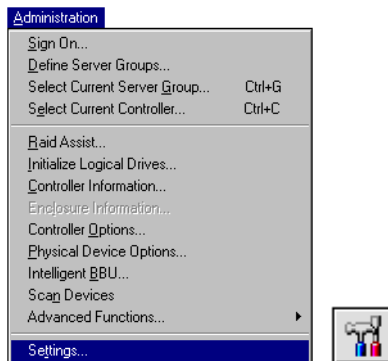 Administration
Sign On...
Define Server Groups...
Select Current Server Group... Ctrl+G
Select Current Controller... Ctrl+C
Raid Assist...
Initialize Logical Drives...
Controller Information...
Enclosure Information...
Controller Options...
Physical Device Options...
Intelligent BBU...
Scan Devices
Advanced Functions...
Settings...